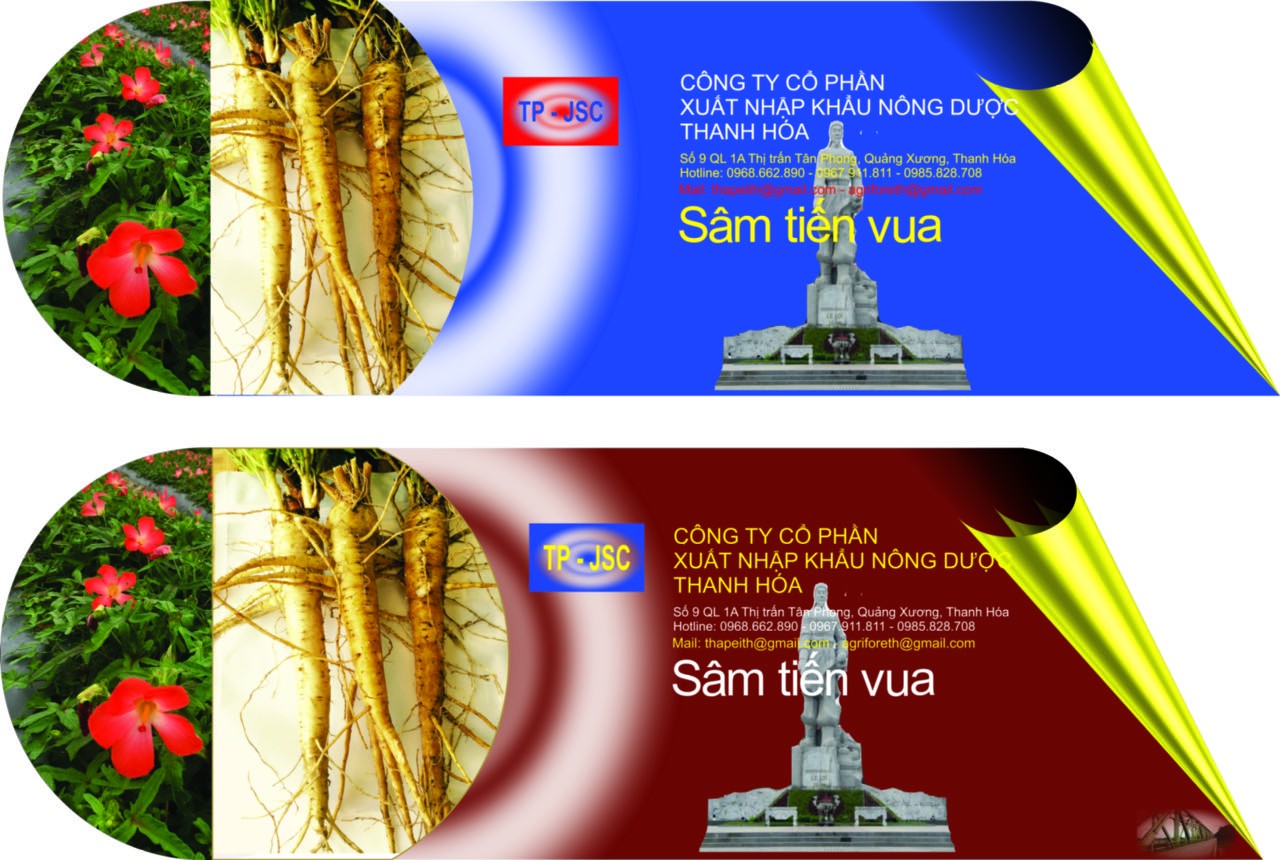 TP - JSC
CÔNG TY CỔ PHẦN
XUẤT NHẬP KHẨU NÔNG DƯỢC
THANH HÓA
Số 9 QL 1A Thị trấn Tân Phong, Quảng Xương, Thanh Hóa
Hotline: 0968.662.890 - 0967.911.811 - 0985.828.708
Mail: thapeith@gmail.com - agriforeth@gmail.com
Sâm tiến vua
LÊ LỢI
TP - JSC
CÔNG TY CỔ PHẦN
XUẤT NHẬP KHẨU NÔNG DƯỢC
THANH HÓA
Số 9 QL 1A Thị trấn Tân Phong, Quảng Xương, Thanh Hóa
Hotline: 0968.662.890 - 0967.911.811 - 0985.828.708
Mail: thapeith@gmail.com - agriforeth@gmail.com
Sâm tiến vua
LÊ LỢI